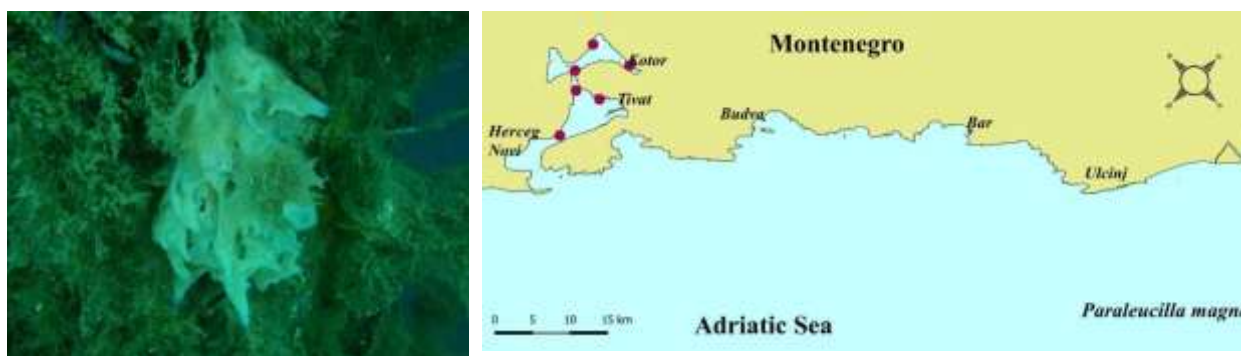 Montenegro
Kotor
Tivat
Budva
Herceg
Novi
Bar
Ulcinj
0 5 10 15 km
Adriatic Sea
Paraleucilla magn